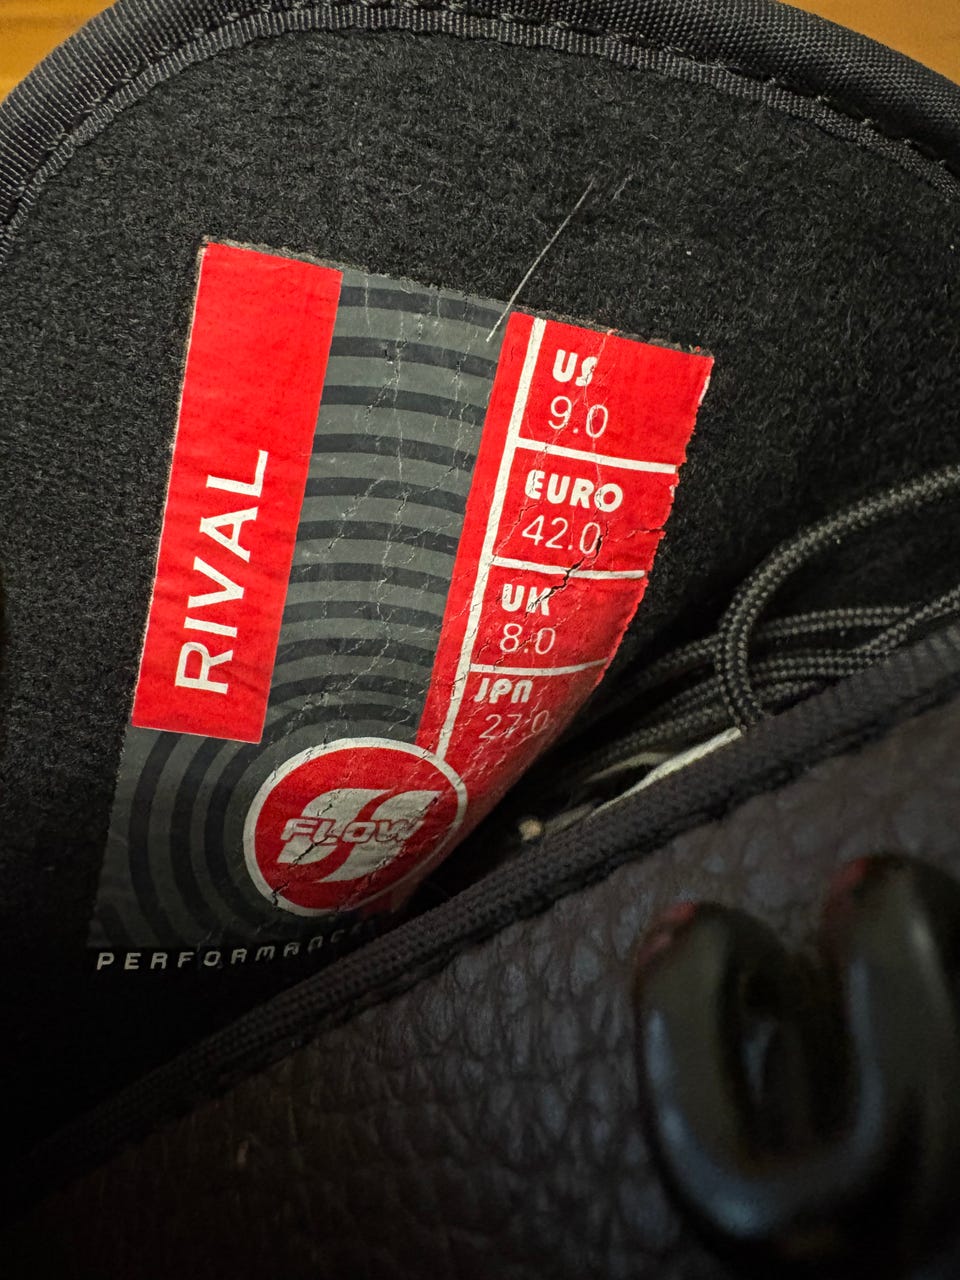 RIVAL
US
9.0
EURO
42.0
UK
8.0
JPN
27.0
FLOW
PERFORMANCE